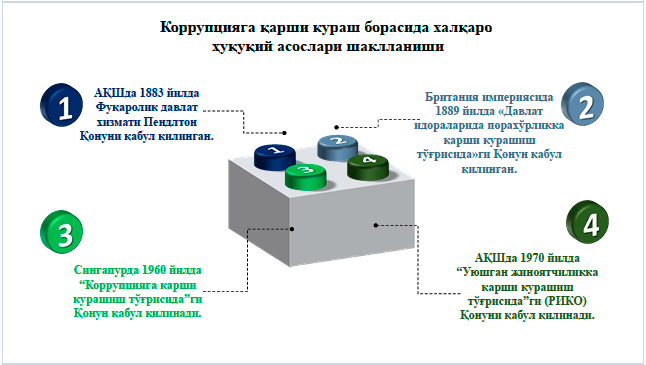 Коррупцияга қарши кураш борасида халқаро
ҳуқуқий асослари шаклланиши
1
АҚШда 1883 йилда
Фуқаролик давлат
хизмати Пендлтон
Қонуни қабул қилинган.
2
Британия империясида
1889 йилда «Давлат
идораларида порахўрликка
қарши курашиш
тўғрисида»ги Қонун қабул
қилинган.
1
2
3
4
3
Сингапурда 1960 йилда
“Коррупцияга қарши
курашиш тўғрисида”ги
Қонун қабул қилинади.
4
АҚШда 1970 йилда
“Уюшган жиноятчиликка
қарши курашиш
тўғрисида”ги (РИКО)
Қонуни қабул қилинади.